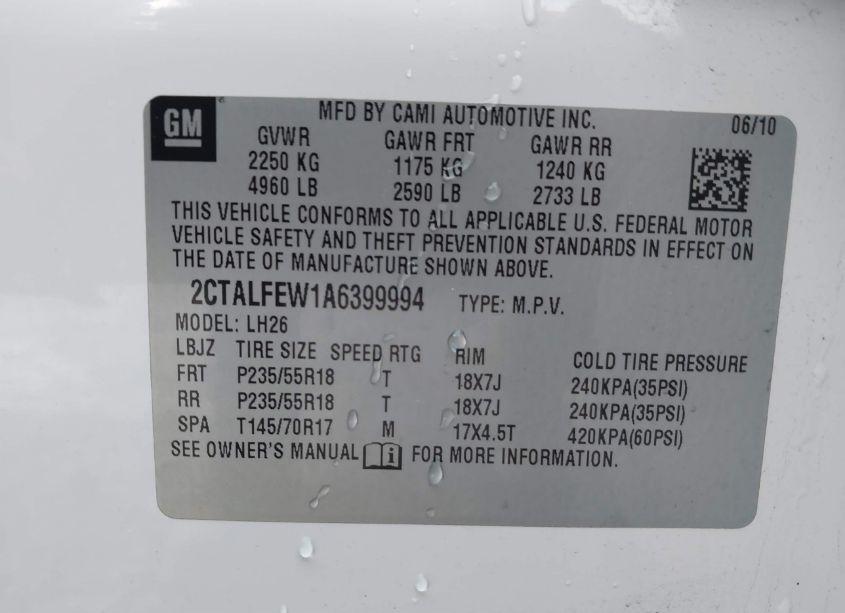 GM MFD BY CAMI AUTOMOTIVE INC. 06/10
GVWR GAWR FRT GAWR RR
2250 KG 1175 KG 1240 KG
4960 LB 2590 LB 2733 LB
THIS VEHICLE CONFORMS TO ALL APPLICABLE U.S. FEDERAL MOTOR
VEHICLE SAFETY AND THEFT PREVENTION STANDARDS IN EFFECT ON
THE DATE OF MANUFACTURE SHOWN ABOVE.
2CTALFEW1A6399994 TYPE: M.P.V.
MODEL: LH26
LBJZ TIRE SIZE SPEED RTG RIM COLD TIRE PRESSURE
FRT P235/55R18 T 18X7J 240KPA(35PSI)
RR P235/55R18 T 18X7J 240KPA(35PSI)
SPA T145/70R17 M 17X4.5T 420KPA(60PSI)
SEE OWNER'S MANUAL i FOR MORE INFORMATION.